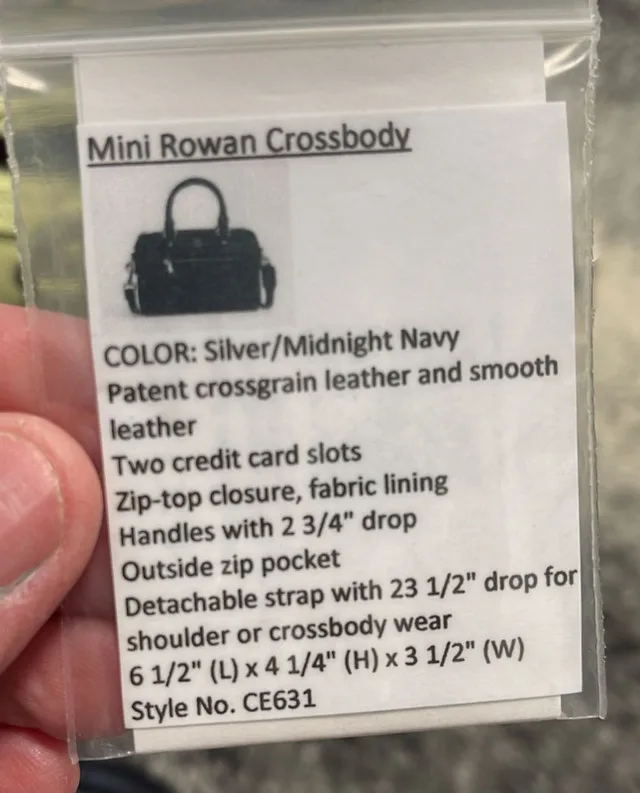 Mini Rowan Crossbody
COLOR: Silver/Midnight Navy
Patent crossgrain leather and smooth
leather
Two credit card slots
Zip-top closure, fabric lining
Handles with 2 3/4" drop
Outside zip pocket
Detachable strap with 23 1/2" drop for
shoulder or crossbody wear
6 1/2" (L) x 4 1/4" (H) x 3 1/2" (W)
Style No. CE631